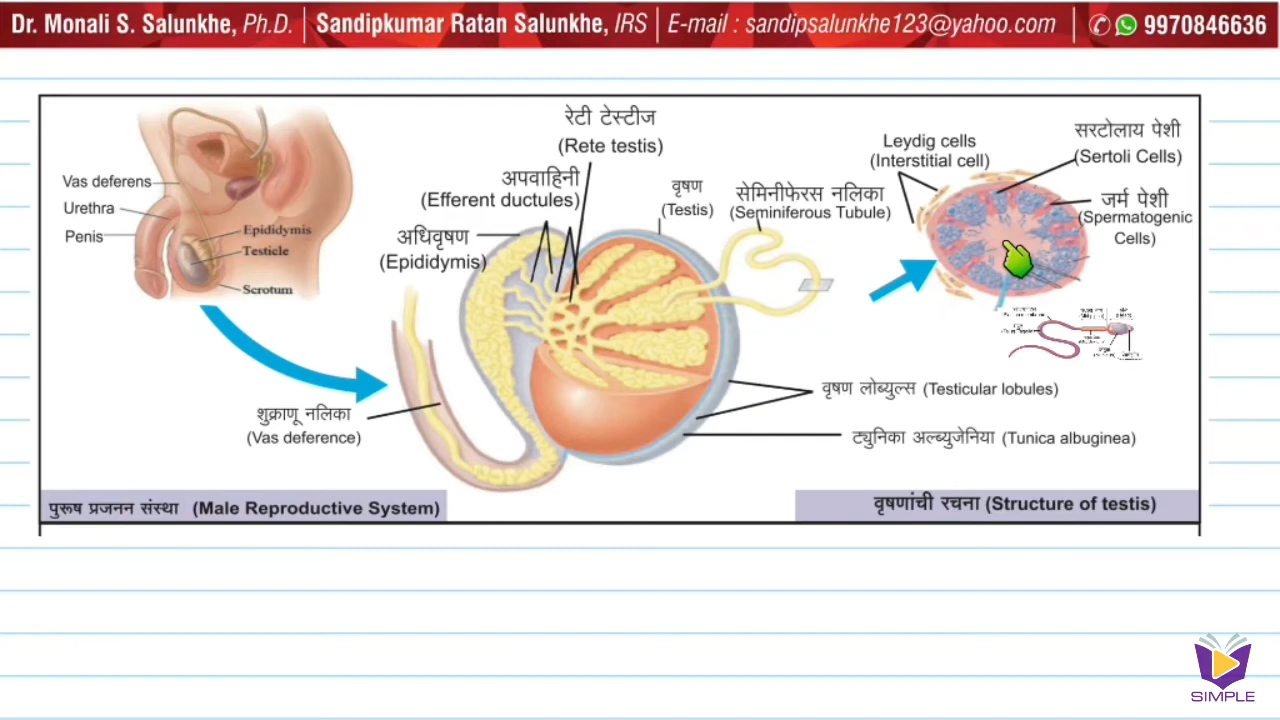 Dr. Monali S. Salunkhe, Ph.D. | Sandipkumar Ratan Salunkhe, IRS | E-mail : sandipsalunkhe123@yahoo.com | 9970846636
रेटी टेस्टीज
(Rete testis)
अपवाहिनी
(Efferent ductules)
अधिवृषण
(Epididymis)
वृषण
(Testis)
सेमिनीफेरस नलिका
(Seminiferous Tubule)
Leydig cells
(Interstitial cell)
सरटोलाय पेशी
(Sertoli Cells)
जर्म पेशी
(Spermatogenic
Cells)
Vas deferens
Urethra
Penis
Epididymis
Testicle
Scrotum
शुक्राणू नलिका
(Vas deference)
वृषण लोब्युल्स (Testicular lobules)
ट्युनिका अल्ब्युजेनिया (Tunica albuginea)
पुरूष प्रजनन संस्था (Male Reproductive System)
वृषणांची रचना (Structure of testis)
SIMPLE